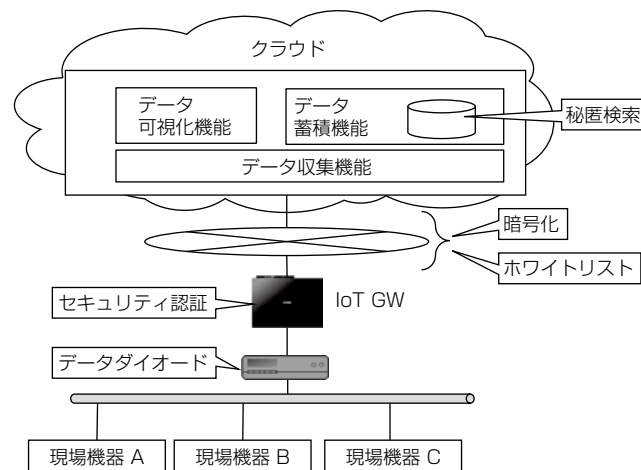 クラウド
データ
可視化機能
データ
蓄積機能
秘匿検索
データ収集機能
暗号化
ホワイトリスト
セキュリティ認証
IoT GW
データダイオード
現場機器 A
現場機器 B
現場機器 C